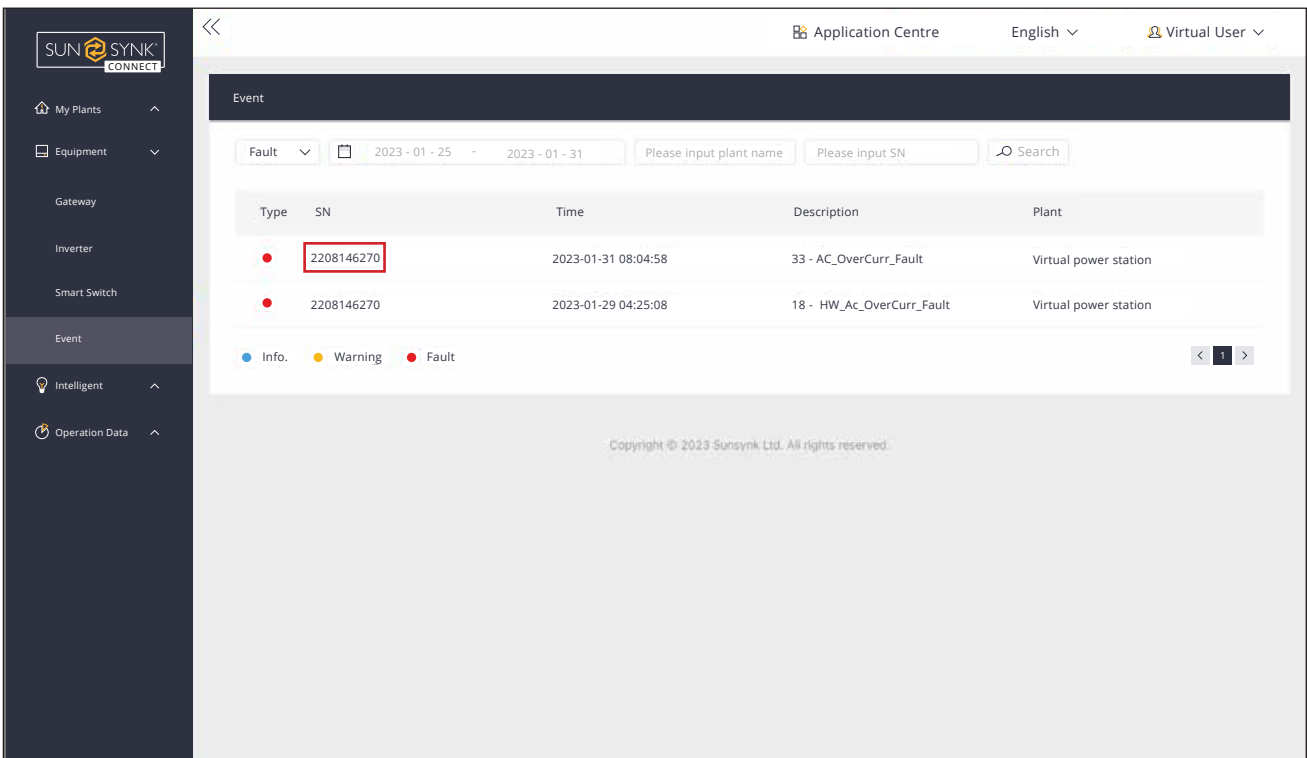 SUN SYNK®
CONNECT
Application Centre English Virtual User
My Plants
Equipment
Gateway
Inverter
Smart Switch
Event
Intelligent
Operation Data
Event
Fault 2023 - 01 - 25 - 2023 - 01 - 31 Please input plant name Please input SN Search
Type SN Time Description Plant
2208146270 2023-01-31 08:04:58 33 - AC_OverCurr_Fault Virtual power station
2208146270 2023-01-29 04:25:08 18 - HW_Ac_OverCurr_Fault Virtual power station
Info. Warning Fault < 1 >
Copyright © 2023 Sunsynk Ltd. All rights reserved.